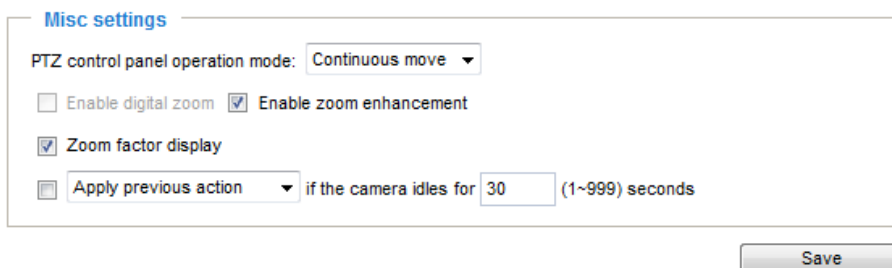 Misc settings
PTZ control panel operation mode: Continuous move
Enable digital zoom Enable zoom enhancement
Zoom factor display
Apply previous action if the camera idles for 30 (1~999) seconds
Save